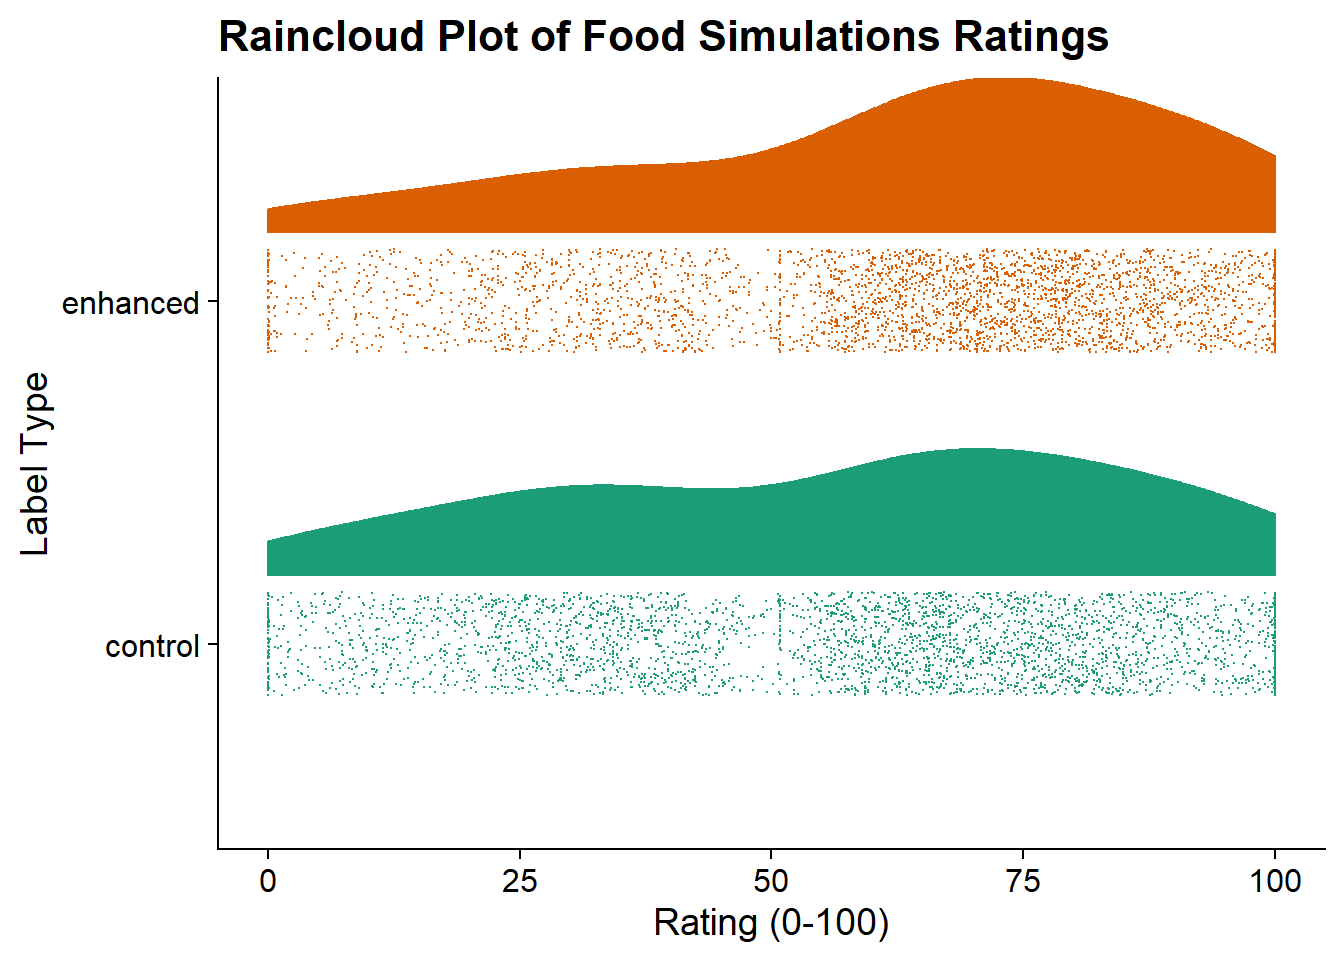 Raincloud Plot of Food Simulations Ratings
enhanced
control
Label Type
0 25 50 75 100
Rating (0-100)